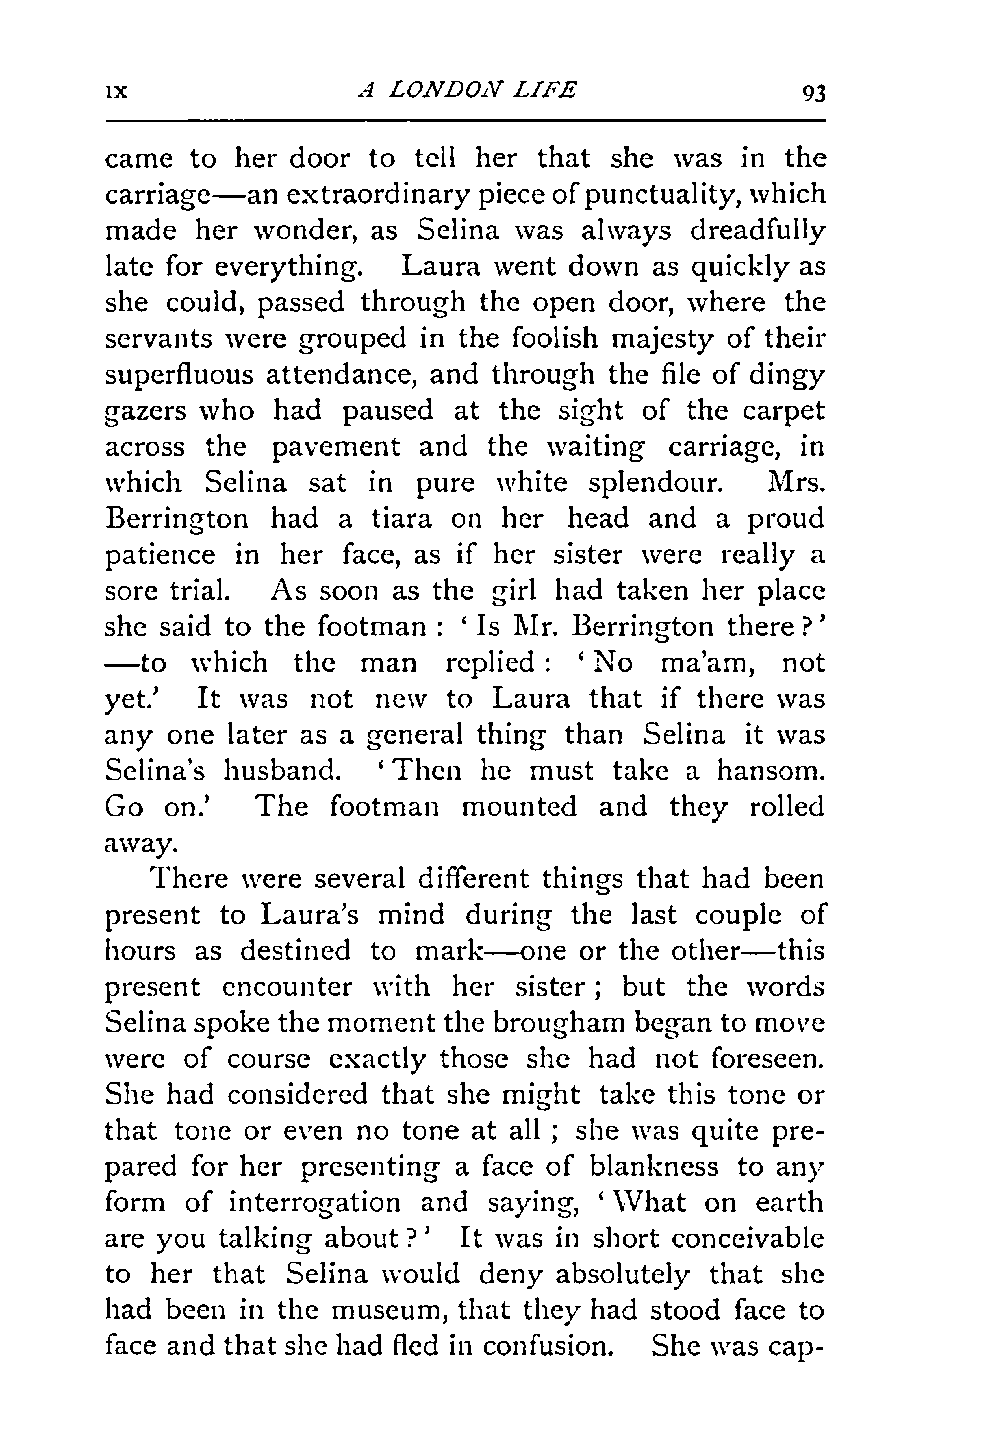 IX A LONDON LIFE 93
came to her door to tell her that she was in the
carriage—an extraordinary piece of punctuality, which
made her wonder, as Selina was always dreadfully
late for everything. Laura went down as quickly as
she could, passed through the open door, where the
servants were grouped in the foolish majesty of their
superfluous attendance, and through the file of dingy
gazers who had paused at the sight of the carpet
across the pavement and the waiting carriage, in
which Selina sat in pure white splendour. Mrs.
Berrington had a tiara on her head and a proud
patience in her face, as if her sister were really a
sore trial. As soon as the girl had taken her place
she said to the footman : ‘ Is Mr. Berrington there ? ’
—to which the man replied : ‘ No ma’am, not
yet.’ It was not new to Laura that if there was
any one later as a general thing than Selina it was
Selina’s husband. ‘ Then he must take a hansom.
Go on.’ The footman mounted and they rolled
away.
There were several different things that had been
present to Laura’s mind during the last couple of
hours as destined to mark—one or the other—this
present encounter with her sister ; but the words
Selina spoke the moment the brougham began to move
were of course exactly those she had not foreseen.
She had considered that she might take this tone or
that tone or even no tone at all ; she was quite pre-
pared for her presenting a face of blankness to any
form of interrogation and saying, ‘ What on earth
are you talking about ? ’ It was in short conceivable
to her that Selina would deny absolutely that she
had been in the museum, that they had stood face to
face and that she had fled in confusion. She was cap-